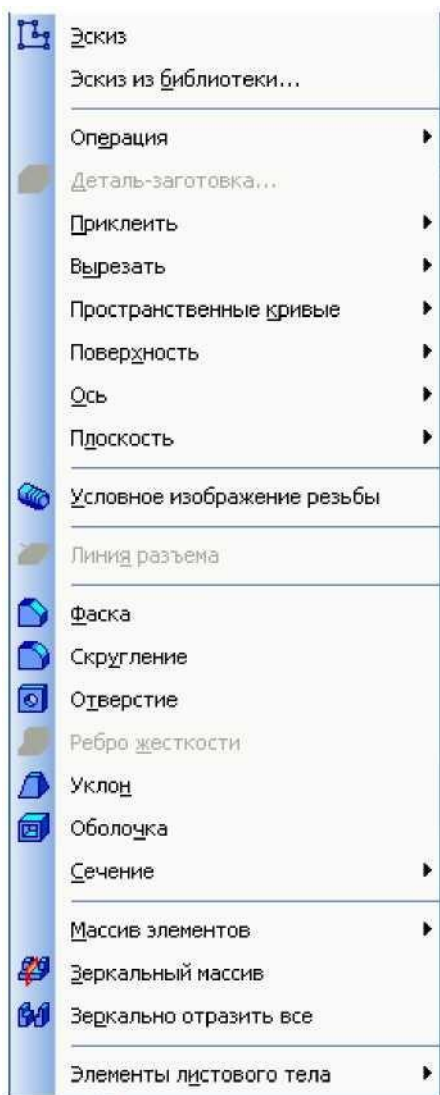 Эскиз
Эскиз из библиотеки...
Операция
Деталь-заготовка...
Приклеить
Вырезать
Пространственные кривые
Поверхность
Ось
Плоскость
Условное изображение резьбы
Линия разъема
Фаска
Скругление
Отверстие
Ребро жесткости
Уклон
Оболочка
Сечение
Массив элементов
Зеркальный массив
Зеркально отразить все
Элементы листового тела